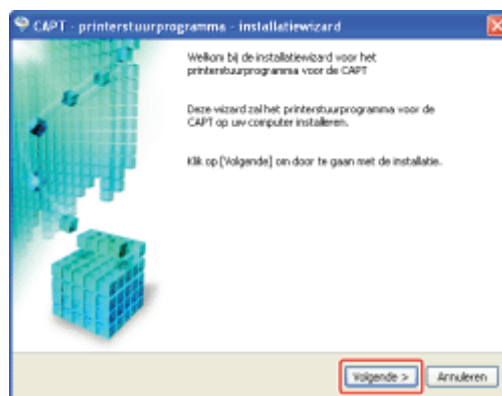 CAPT - printerstuurprogramma - installatiewizard
Welkom bij de installatiewizard voor het
printerstuurprogramma voor de CAPT
Deze wizard zal het printerstuurprogramma voor de
CAPT op uw computer installeren.
Klik op [Volgende] om door te gaan met de installatie.
Volgende > Annuleren